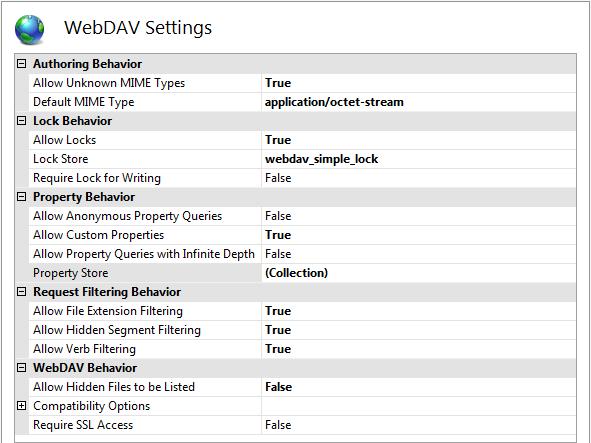 WebDAV Settings
Authoring Behavior
Allow Unknown MIME Types True
Default MIME Type application/octet-stream
Lock Behavior
Allow Locks True
Lock Store webdav_simple_lock
Require Lock for Writing False
Property Behavior
Allow Anonymous Property Queries False
Allow Custom Properties True
Allow Property Queries with Infinite Depth False
Property Store (Collection)
Request Filtering Behavior
Allow File Extension Filtering True
Allow Hidden Segment Filtering True
Allow Verb Filtering True
WebDAV Behavior
Allow Hidden Files to be Listed False
Compatibility Options
Require SSL Access False